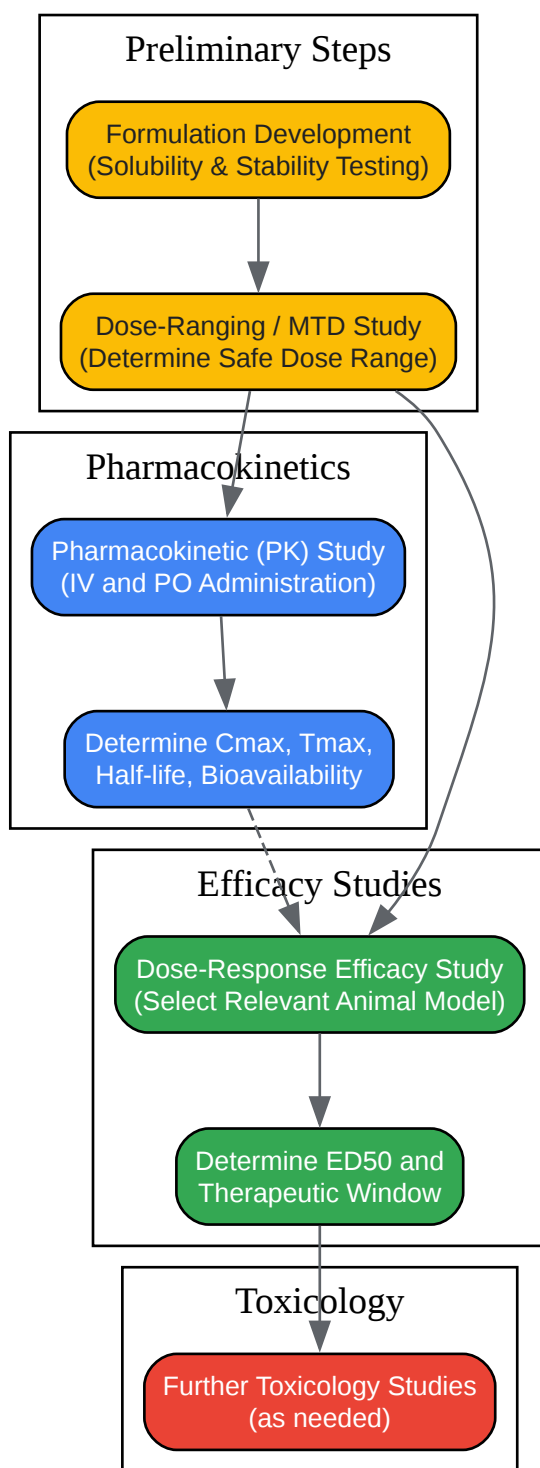 Preliminary Steps
Formulation Development
(Solubility & Stability Testing)
Dose-Ranging / MTD Study
(Determine Safe Dose Range)
Pharmacokinetics
Pharmacokinetic (PK) Study
(IV and PO Administration)
Determine Cmax, Tmax,
Half-life, Bioavailability
Efficacy Studies
Dose-Response Efficacy Study
(Select Relevant Animal Model)
Determine ED50 and
Therapeutic Window
Toxicology
Further Toxicology Studies
(as needed)